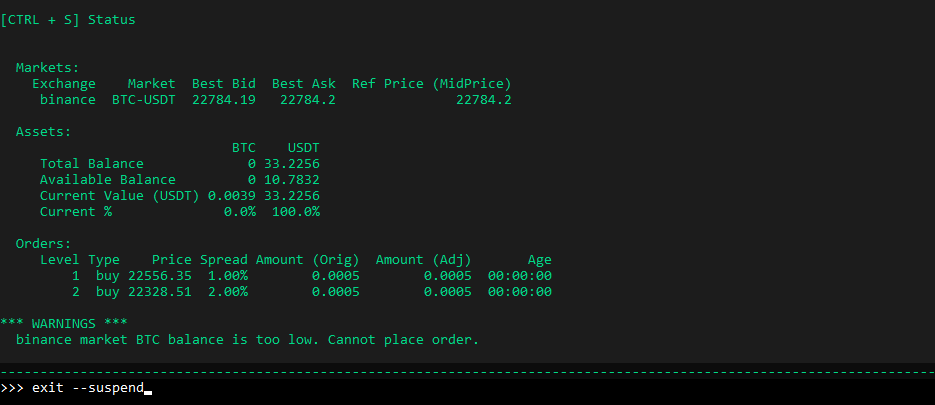 [CTRL + S] Status
Markets:
Exchange Market Best Bid Best Ask Ref Price (MidPrice)
binance BTC-USDT 22784.19 22784.2 22784.2
Assets:
BTC USDT
Total Balance 0 33.2256
Available Balance 0 10.7832
Current Value (USDT) 0.0039 33.2256
Current % 0.0% 100.0%
Orders:
Level Type Price Spread Amount (Orig) Amount (Adj) Age
1 buy 22556.35 1.00% 0.0005 0.0005 00:00:00
2 buy 22328.51 2.00% 0.0005 0.0005 00:00:00
*** WARNINGS ***
binance market BTC balance is too low. Cannot place order.
>>> exit --suspend